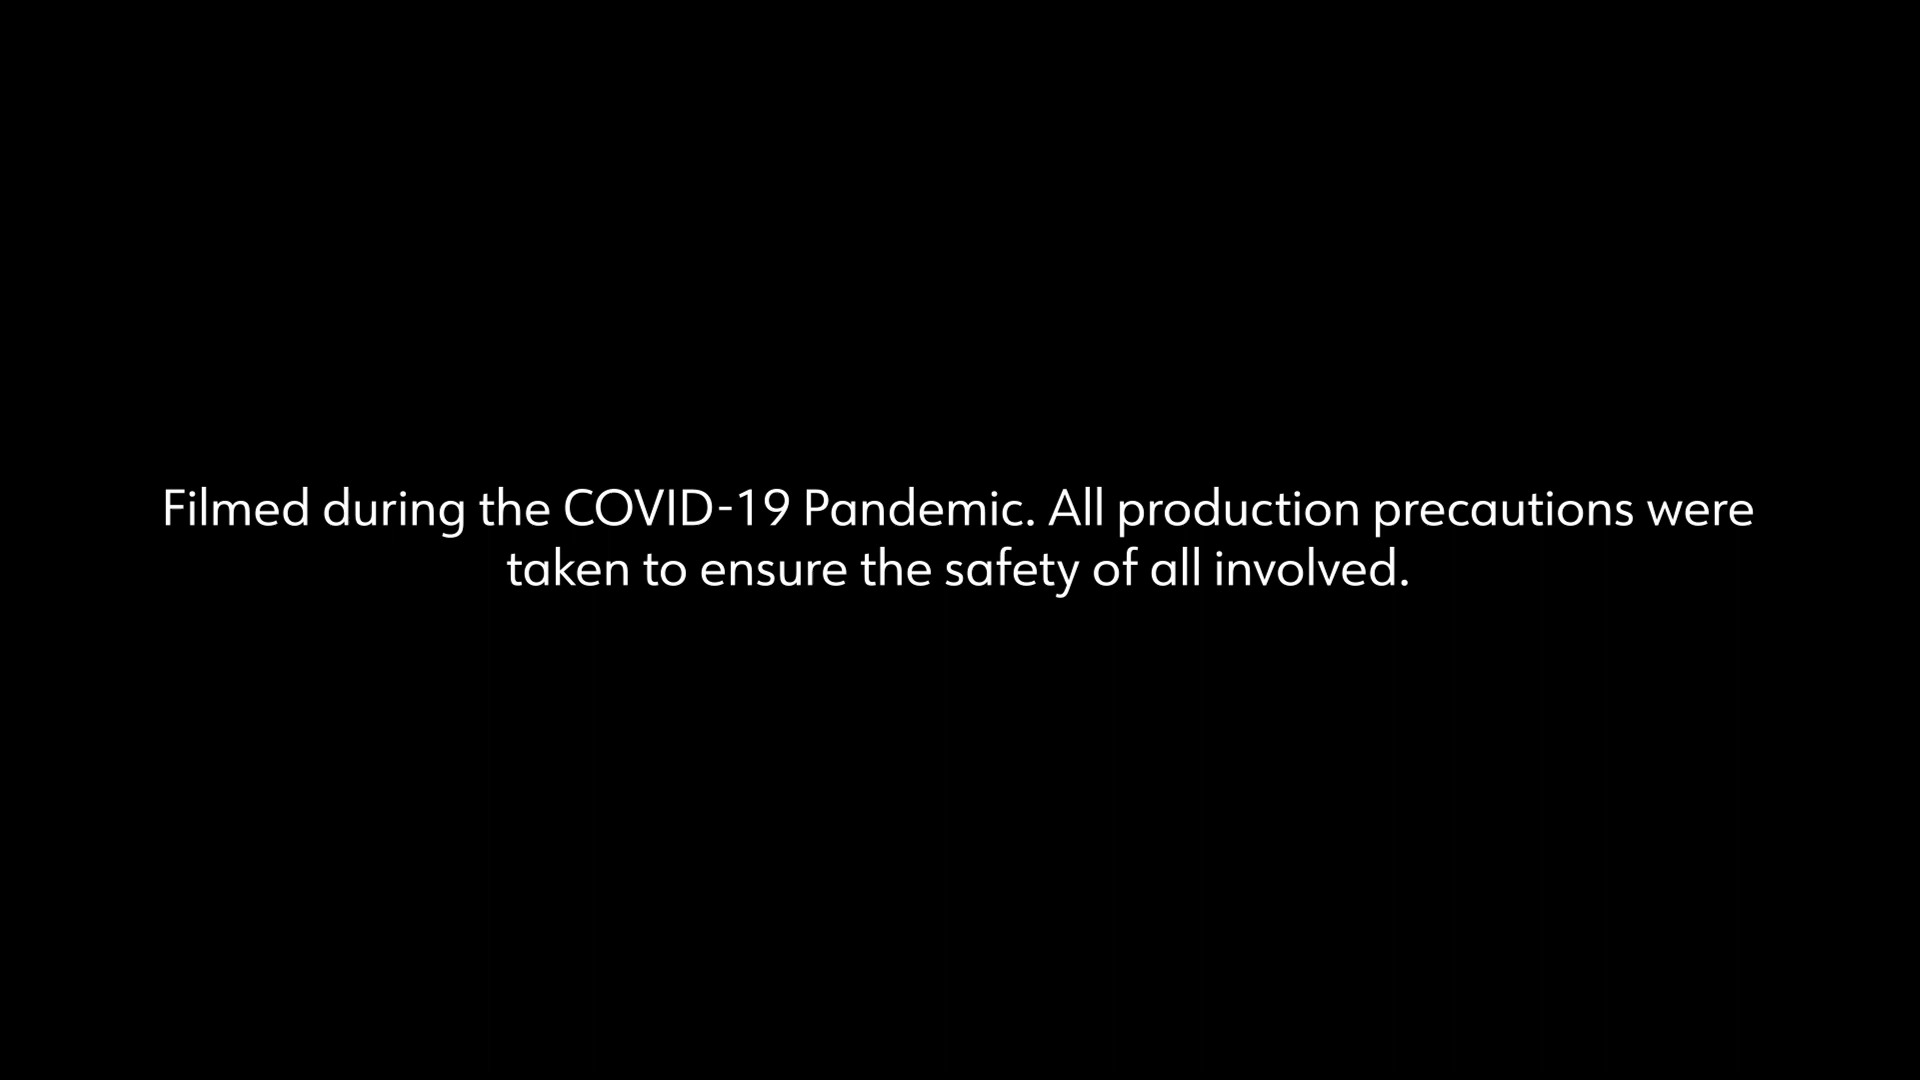 Filmed during the COVID-19 Pandemic. All production precautions were
taken to ensure the safety of all involved.